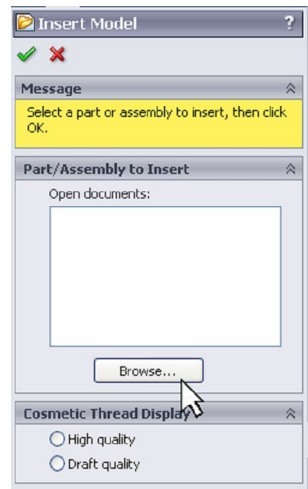 Insert Model
?
Message
Select a part or assembly to insert, then click
OK.
Part/Assembly to Insert
Open documents:
Browse...
Cosmetic Thread Display
High quality
Draft quality